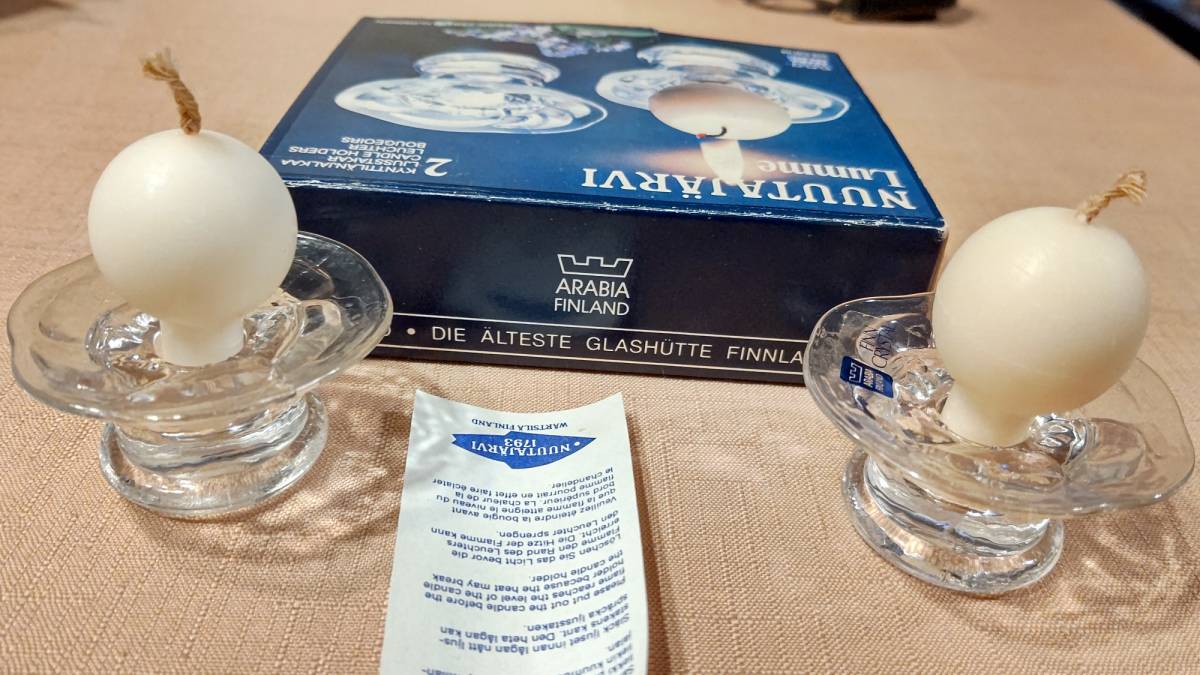 NUUTAJÄRVI
Lumme
2 KYNTTILÄNJALKAA
LJUSSTAKAR
CANDLE HOLDERS
LEUCHTER
BOUGEOIRS
ARABIA
FINLAND
• DIE ÄLTESTE GLASHÜTTE FINNLA
ARABIA
FINLAND
Släck ljuset innan lågan nått ljus-
stakens kant. Den heta lågan kan
spräcka ljusstaken.
Please put out the candle before the
flame reaches the level of the candle
holder because the heat may break
the candle holder.
Löschen Sie das Licht bevor die
Flamme den Rand des Leuchters
erreicht. Die Hitze der Flamme kann
den Leuchter sprengen.
Veuillez éteindre la bougie avant
que la flamme atteigne le niveau du
bord supérieur. La chaleur de la
flamme pourrait en effet faire éclater
le chandelier.
NUUTAJÄRVI
1793
WÄRTSILÄ FINLAND